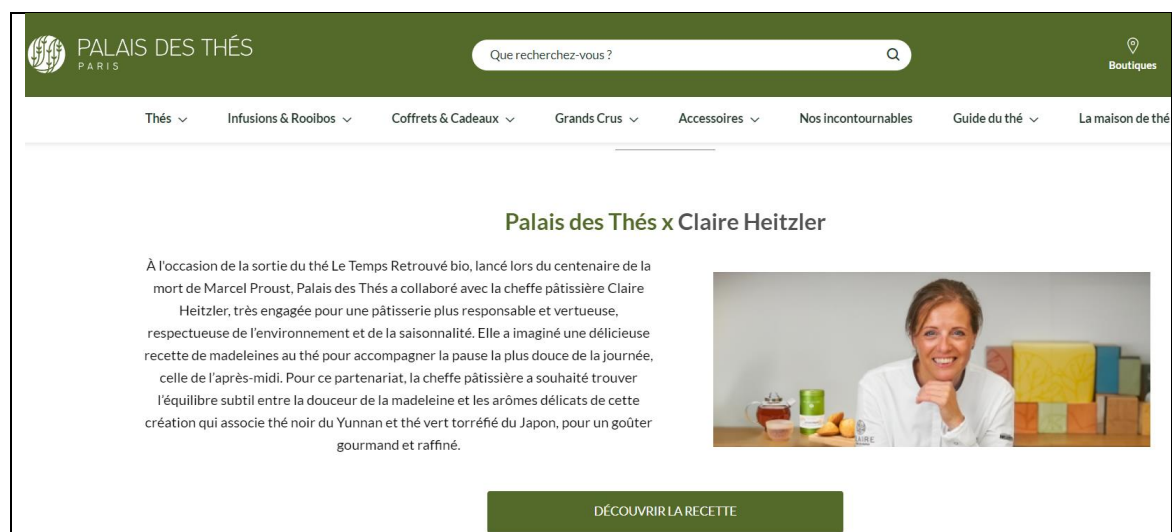 PALAIS DES THÉS
PARIS
Que recherchez-vous ?
Boutiques
Thés
Infusions & Rooibos
Coffrets & Cadeaux
Grands Crus
Accessoires
Nos incontournables
Guide du thé
La maison de thé
Palais des Thés x Claire Heitzler
À l'occasion de la sortie du thé Le Temps Retrouvé bio, lancé lors du centenaire de la
mort de Marcel Proust, Palais des Thés a collaboré avec la cheffe pâtissière Claire
Heitzler, très engagée pour une pâtisserie plus responsable et vertueuse,
respectueuse de l'environnement et de la saisonnalité. Elle a imaginé une délicieuse
recette de madeleines au thé pour accompagner la pause la plus douce de la journée,
celle de l'après-midi. Pour ce partenariat, la cheffe pâtissière a souhaité trouver
l'équilibre subtil entre la douceur de la madeleine et les arômes délicats de cette
création qui associe thé noir du Yunnan et thé vert torréfié du Japon, pour un goûter
gourmand et raffiné.
DÉCOUVRIR LA RECETTE